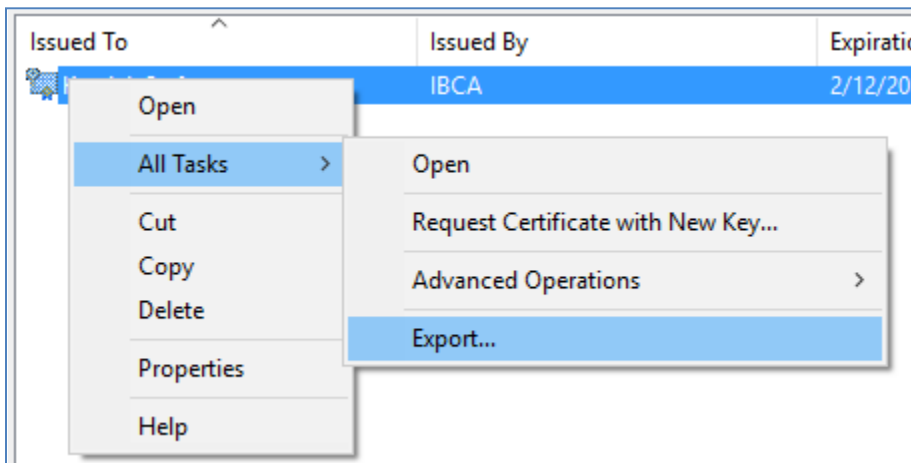 Issued To Issued By Expiratio
IBCA 2/12/20
Open
All Tasks
Open
Cut
Request Certificate with New Key...
Copy
Advanced Operations
Delete
Export...
Properties
Help